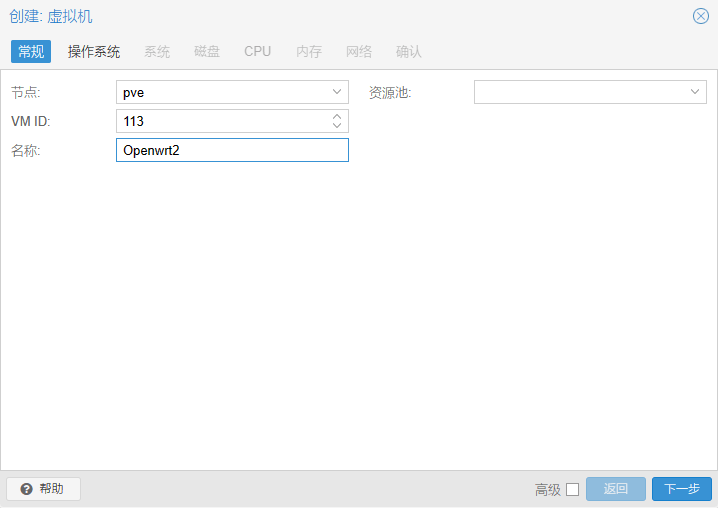 创建: 虚拟机
常规 操作系统 系统 磁盘 CPU 内存 网络 确认
节点: pve 资源池:
VM ID: 113
名称: Openwrt2
帮助 高级 返回 下一步